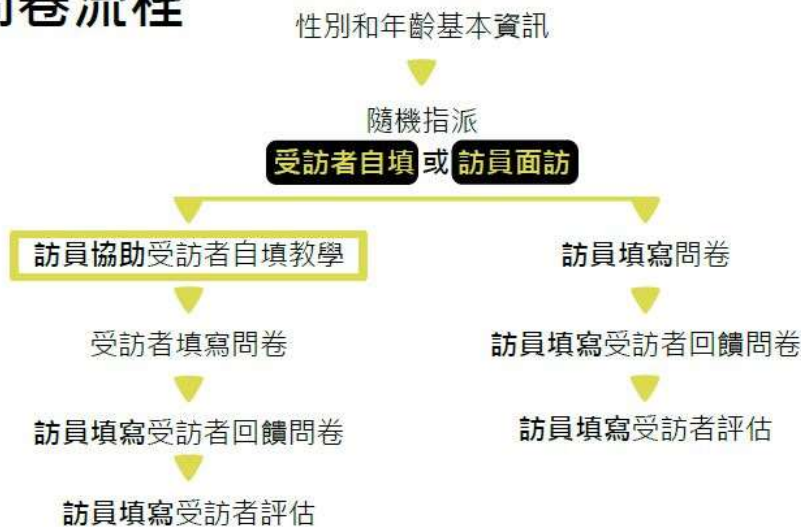 問卷流程
性別和年齡基本資訊
隨機指派
受訪者自填 或 訪員面訪
訪員協助受訪者自填教學
受訪者填寫問卷
訪員填寫受訪者回饋問卷
訪員填寫受訪者評估
訪員填寫問卷
訪員填寫受訪者回饋問卷
訪員填寫受訪者評估